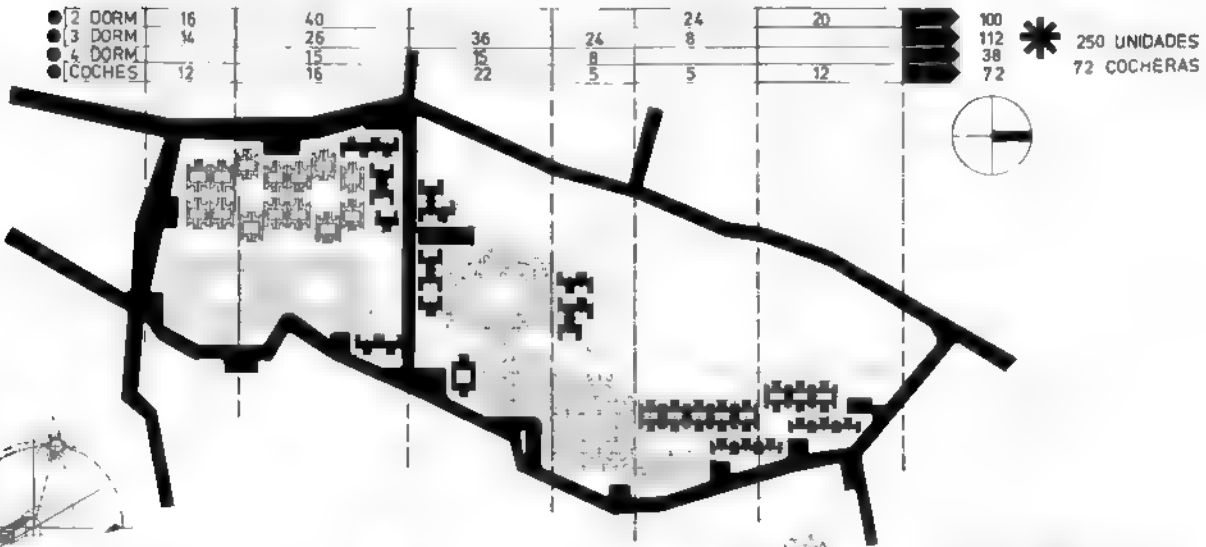 2 DORM 16 40 24 20 100
3 DORM 14 26 36 24 8 112
4 DORM 15 15 8 38
COCHES 12 16 22 5 5 12 72
250 UNIDADES
72 COCHERAS